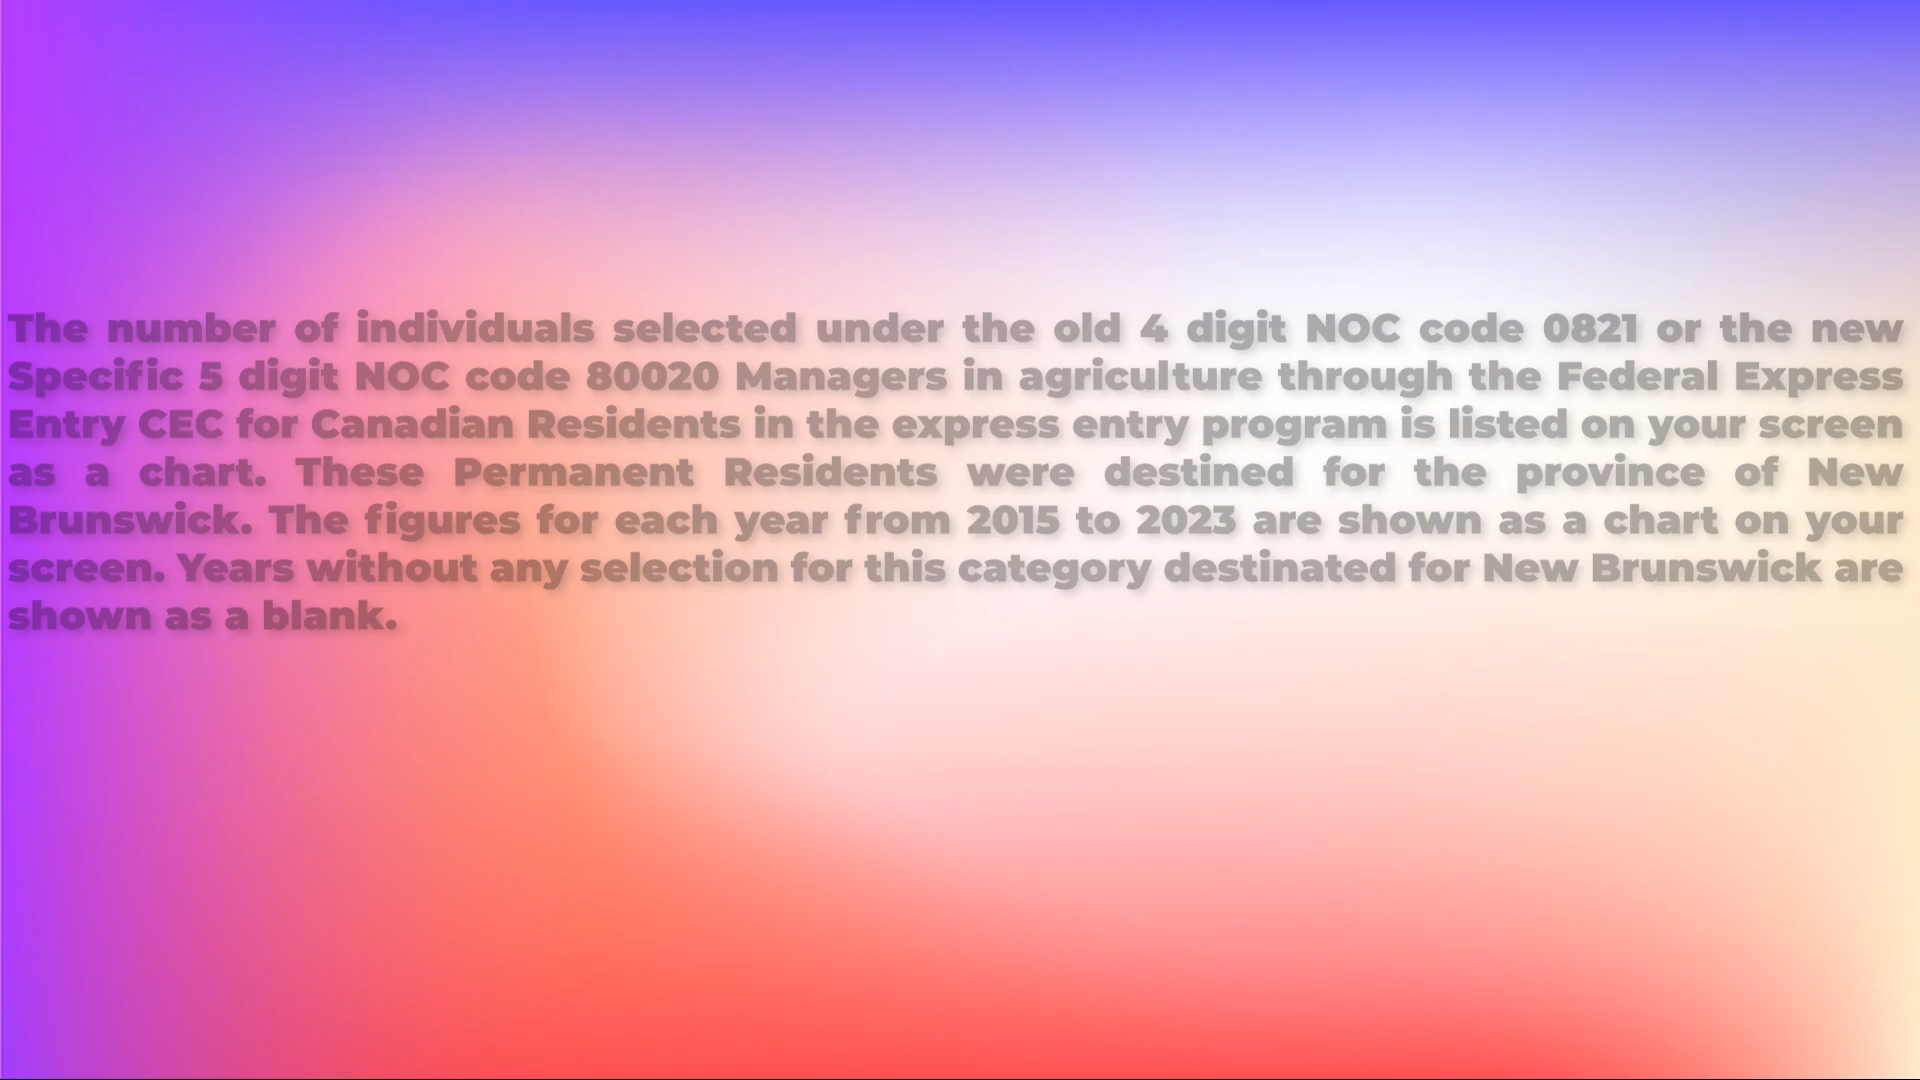 The number of individuals selected under the old 4 digit NOC code 0821 or the new
Specific 5 digit NOC code 80020 Managers in agriculture through the Federal Express
Entry CEC for Canadian Residents in the express entry program is listed on your screen
as a chart. These Permanent Residents were destined for the province of New
Brunswick. The figures for each year from 2015 to 2023 are shown as a chart on your
screen. Years without any selection for this category destinated for New Brunswick are
shown as a blank.